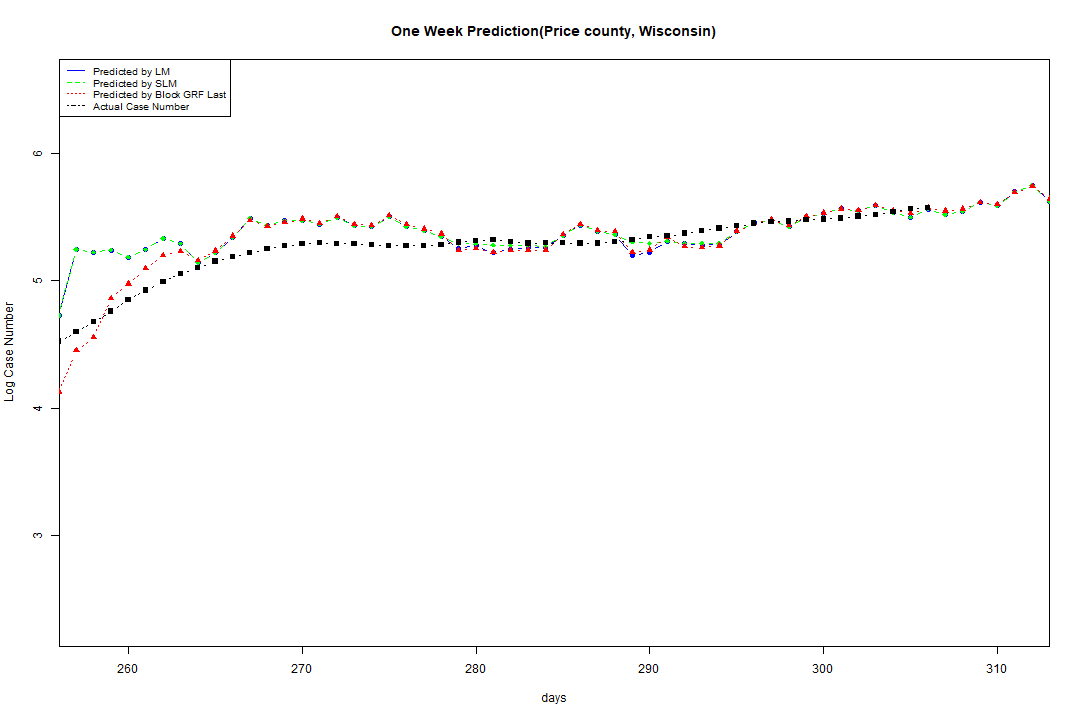 One Week Prediction(Price county, Wisconsin)
Predicted by LM
Predicted by SLM
Predicted by Block GRF Last
Actual Case Number
6
5
4
3
Log Case Number
260 270 280 290 300 310
days